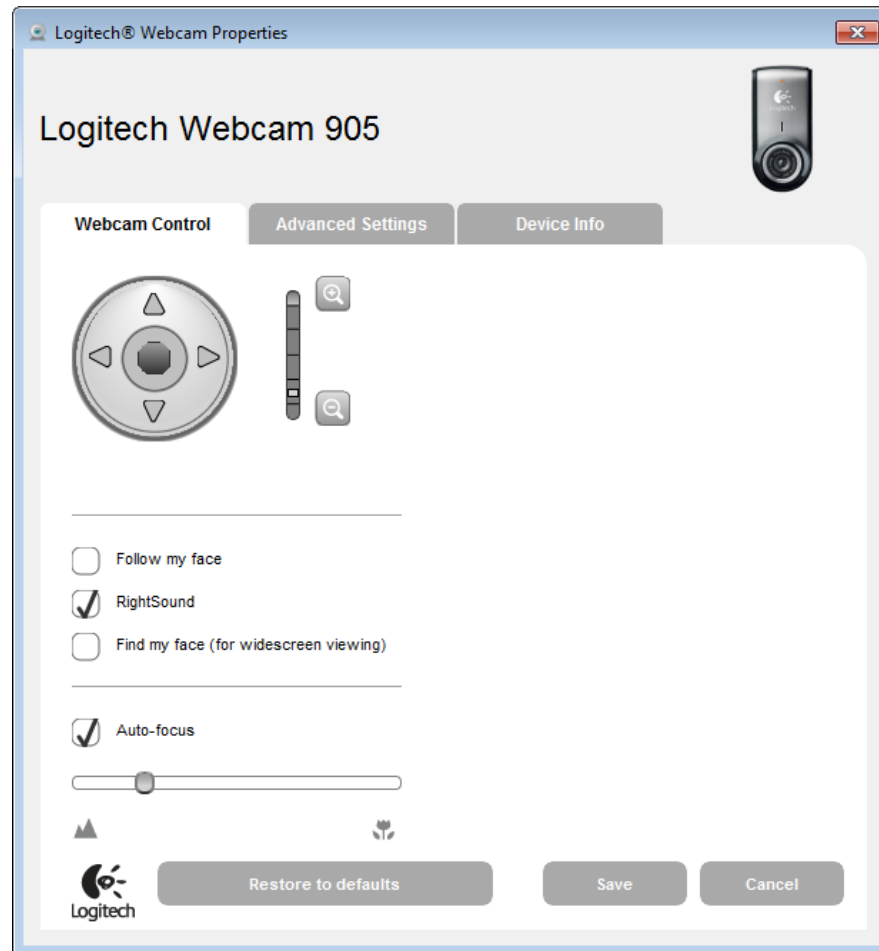 Logitech® Webcam Properties
Logitech Webcam 905
Logitech
Webcam Control
Advanced Settings
Device Info
Follow my face
RightSound
Find my face (for widescreen viewing)
Auto-focus
Logitech
Restore to defaults
Save
Cancel